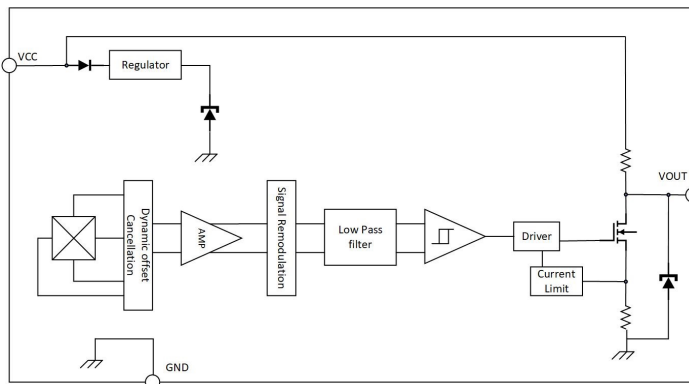 VCC
Regulator
VOUT
Dynamic offset
Cancellation
AMP
Signal Remodulation
Low Pass
filter
Driver
Current
Limit
GND